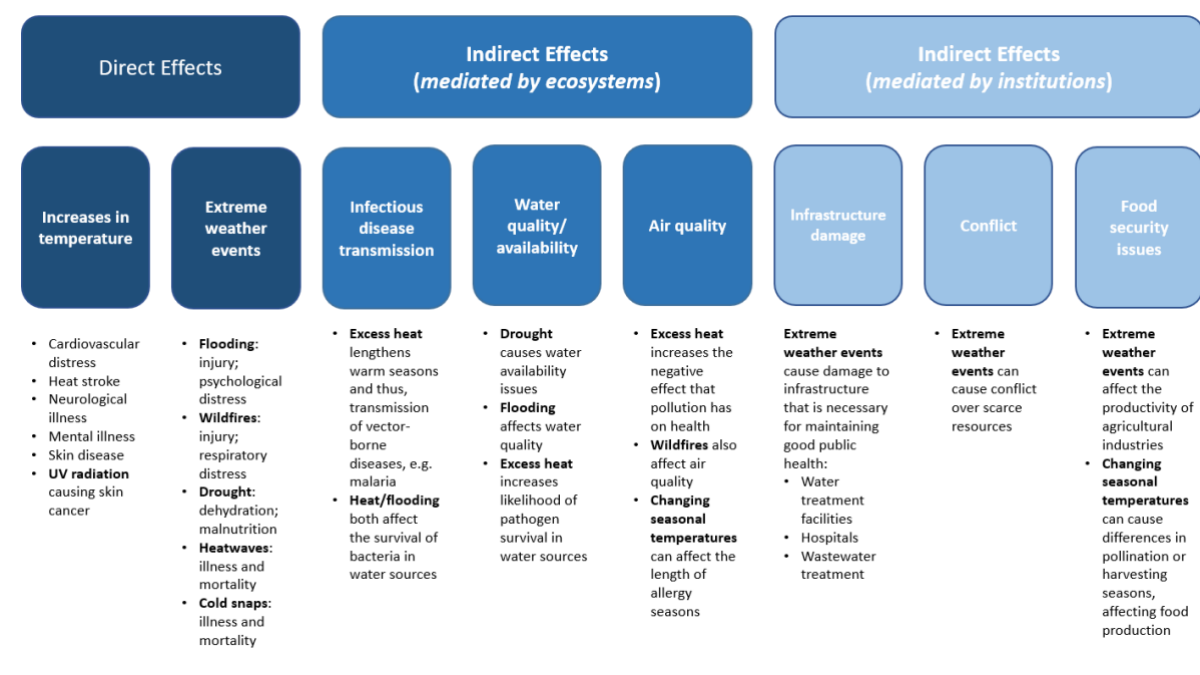 Direct Effects
Indirect Effects
(mediated by ecosystems)
Indirect Effects
(mediated by institutions)
Increases in
temperature
Extreme
weather
events
Infectious
disease
transmission
Water
quality/
availability
Air quality
Infrastructure
damage
Conflict
Food
security
issues
• Cardiovascular
distress
• Heat stroke
• Neurological
illness
• Mental illness
• Skin disease
• UV radiation
causing skin
cancer
• Flooding:
injury;
psychological
distress
• Wildfires:
injury;
respiratory
distress
• Drought:
dehydration;
malnutrition
• Heatwaves:
illness and
mortality
• Cold snaps:
illness and
mortality
• Excess heat
lengthens
warm seasons
and thus,
transmission
of vector-
borne
diseases, e.g.
malaria
• Heat/flooding
both affect
the survival of
bacteria in
water sources
• Drought
causes water
availability
issues
• Flooding
affects water
quality
• Excess heat
increases
likelihood of
pathogen
survival in
water sources
• Excess heat
increases the
negative
effect that
pollution has
on health
• Wildfires also
affect air
quality
• Changing
seasonal
temperatures
can affect the
length of
allergy
seasons
Extreme
weather events
cause damage to
infrastructure
that is necessary
for maintaining
good public
health:
• Water
treatment
facilities
• Hospitals
• Wastewater
treatment
• Extreme
weather
events can
cause conflict
over scarce
resources
• Extreme
weather
events can
affect the
productivity of
agricultural
industries
• Changing
seasonal
temperatures
can cause
differences in
pollination or
harvesting
seasons,
affecting food
production